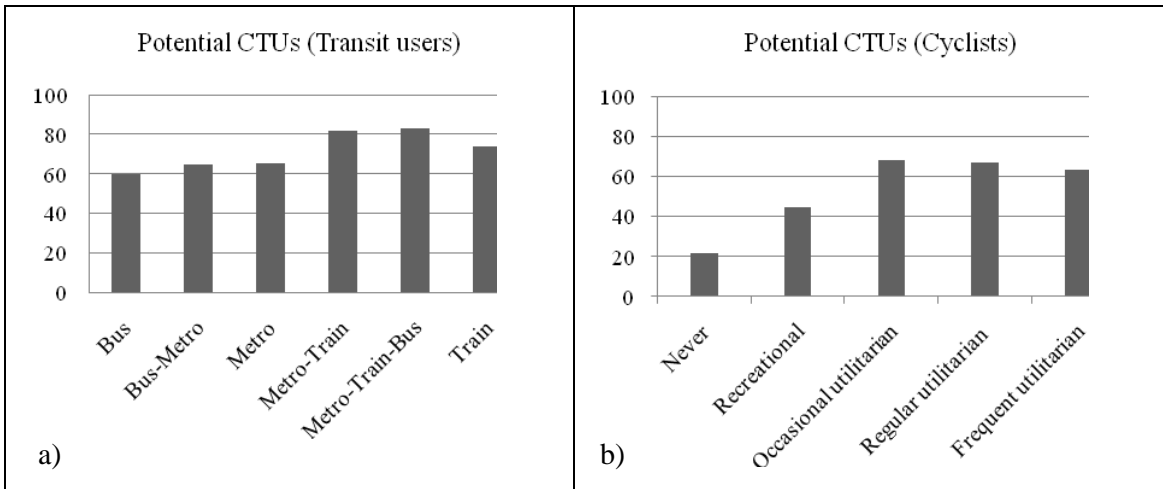 Potential CTUs (Transit users)
100
80
60
40
20
0
Bus
Bus-Metro
Metro
Metro-Train
Metro-Train-Bus
Train
a)
Potential CTUs (Cyclists)
100
80
60
40
20
0
Never
Recreational
Occasional utilitarian
Regular utilitarian
Frequent utilitarian
b)